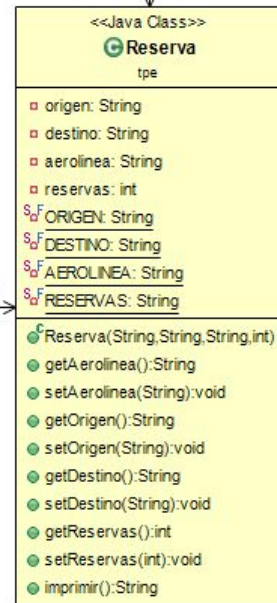 <<Java Class>>
C Reserva
tpe
origen: String
destino: String
aerolinea: String
reservas: int
S F ORIGEN: String
S F DESTINO: String
S F AEROLINEA: String
S F RESERVAS: String
C Reserva(String,String,String,int)
getAerolinea():String
setAerolinea(String):void
getOrigen():String
setOrigen(String):void
getDestino():String
setDestino(String):void
getReservas():int
setReservas(int):void
imprimir():String